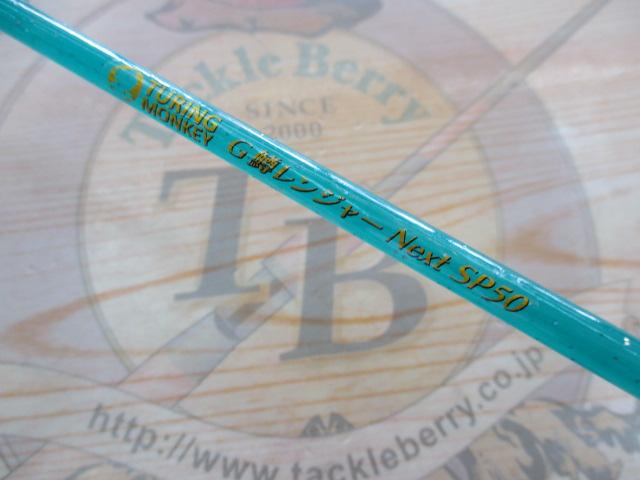 Tackle Berry
SINCE
2000
TB
TURING
MONKEY
G鱒レンジャー Next SP50
http://www.tackleberry.co.jp